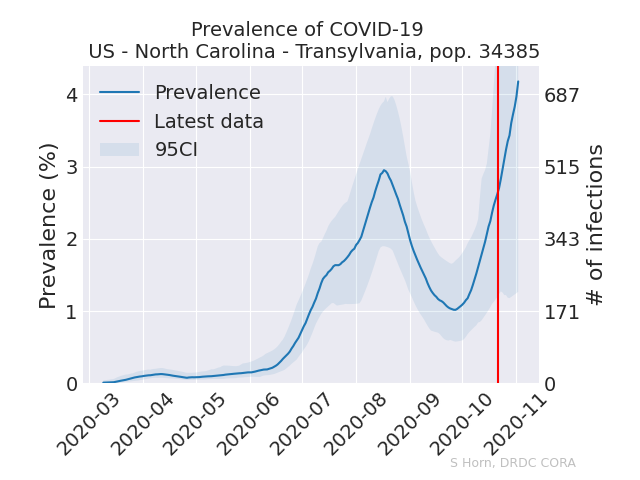 Prevalence of COVID-19
US - North Carolina - Transylvania, pop. 34385
Prevalence
Latest data
95CI
Prevalence (%)
4
3
2
1
0
687
515
343
171
0
# of infections
2020-03
2020-04
2020-05
2020-06
2020-07
2020-08
2020-09
2020-10
2020-11
S Horn, DRDC CORA